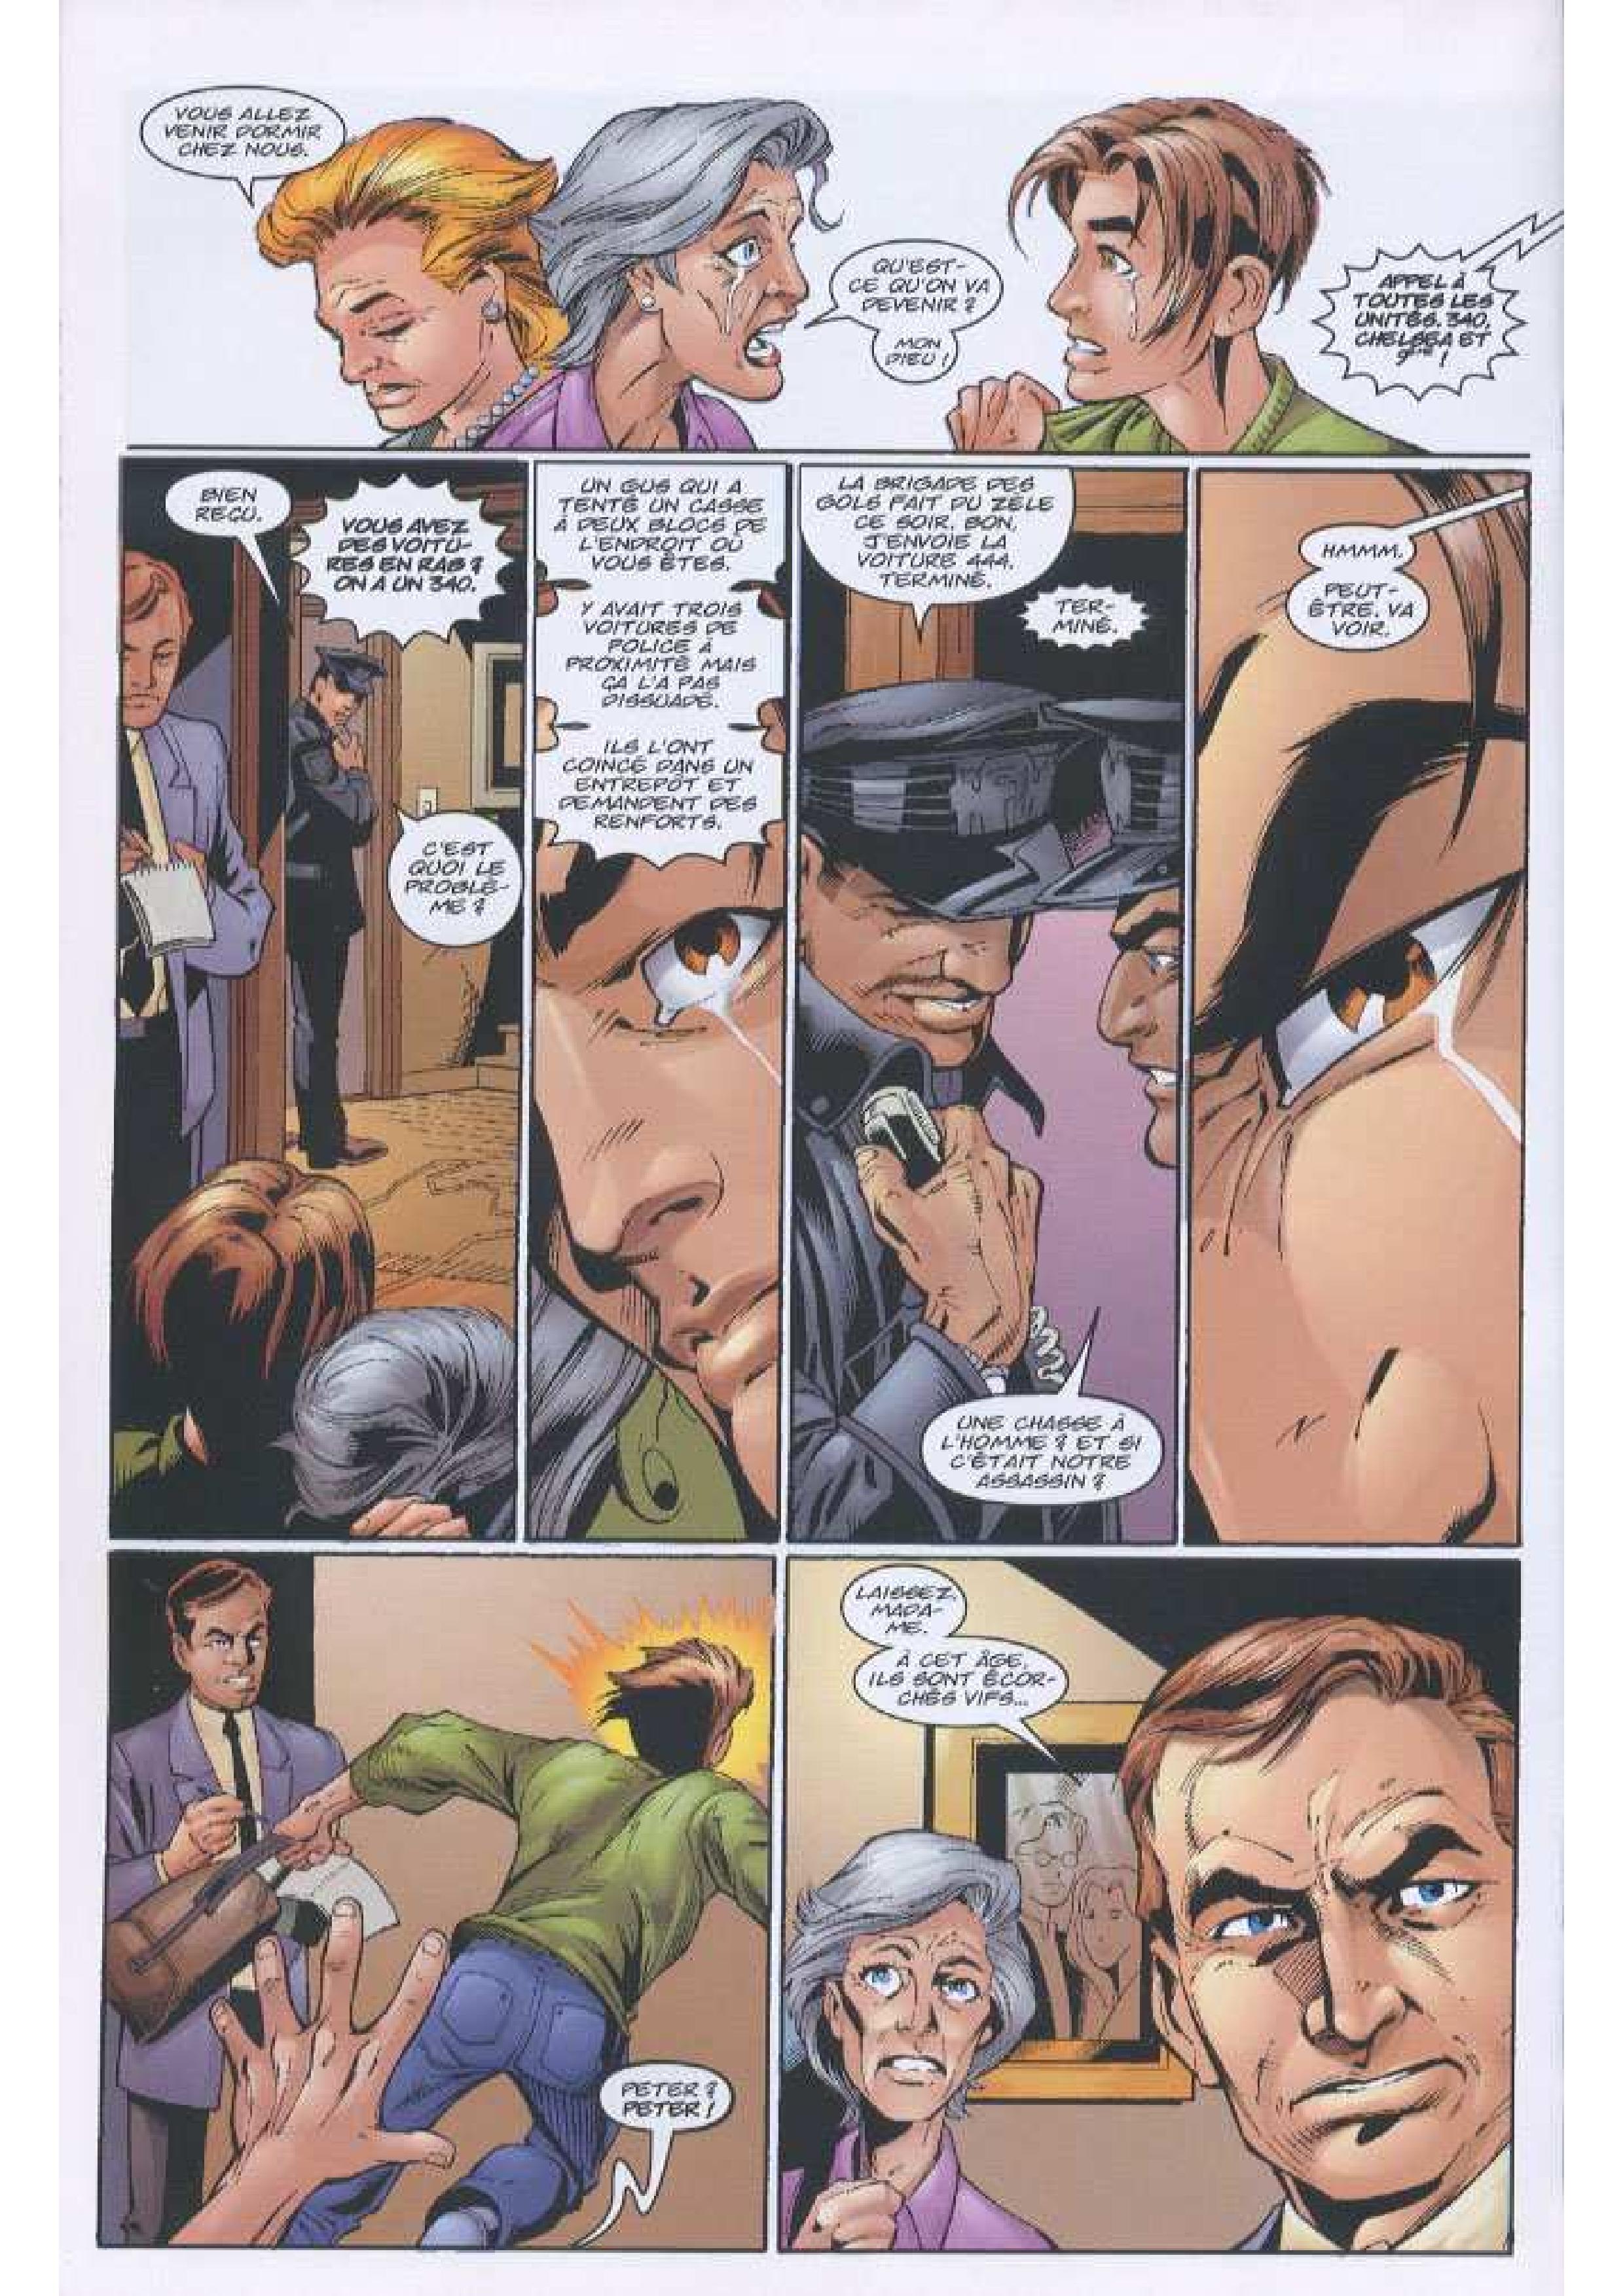 VOUS ALLEZ
VENIR DORMIR
CHEZ NOUS.
QU'EST-
CE QU'ON VA
DEVENIR ?
MON
DIEU !
APPEL À
TOUTES LES
UNITÉS. 340,
CHELSEA ET
9ÈME !
BIEN
REÇU.
VOUS AVEZ
DES VOITU-
RES EN RAB ?
ON A UN 340.
C'EST
QUOI LE
PROBLÈ-
ME ?
UN GUS QUI A
TENTÉ UN CASSE
À DEUX BLOCS DE
L'ENDROIT OÙ
VOUS ÊTES.
Y AVAIT TROIS
VOITURES DE
POLICE À
PROXIMITÉ MAIS
ÇA L'A PAS
DISSUADÉ.
ILS L'ONT
COINCÉ DANS UN
ENTREPÔT ET
DEMANDENT DES
RENFORTS.
LA BRIGADE DES
GOLS FAIT DU ZÈLE
CE SOIR. BON,
J'ENVOIE LA
VOITURE 444.
TERMINÉ.
TER-
MINÉ.
UNE CHASSE À
L'HOMME ? ET SI
C'ÉTAIT NOTRE
ASSASSIN ?
HMMM.
PEUT-
ÊTRE. VA
VOIR.
PETER ?
PETER !
LAISSEZ,
MADA-
ME.
À CET ÂGE,
ILS SONT ÉCOR-
CHÉS VIFS...